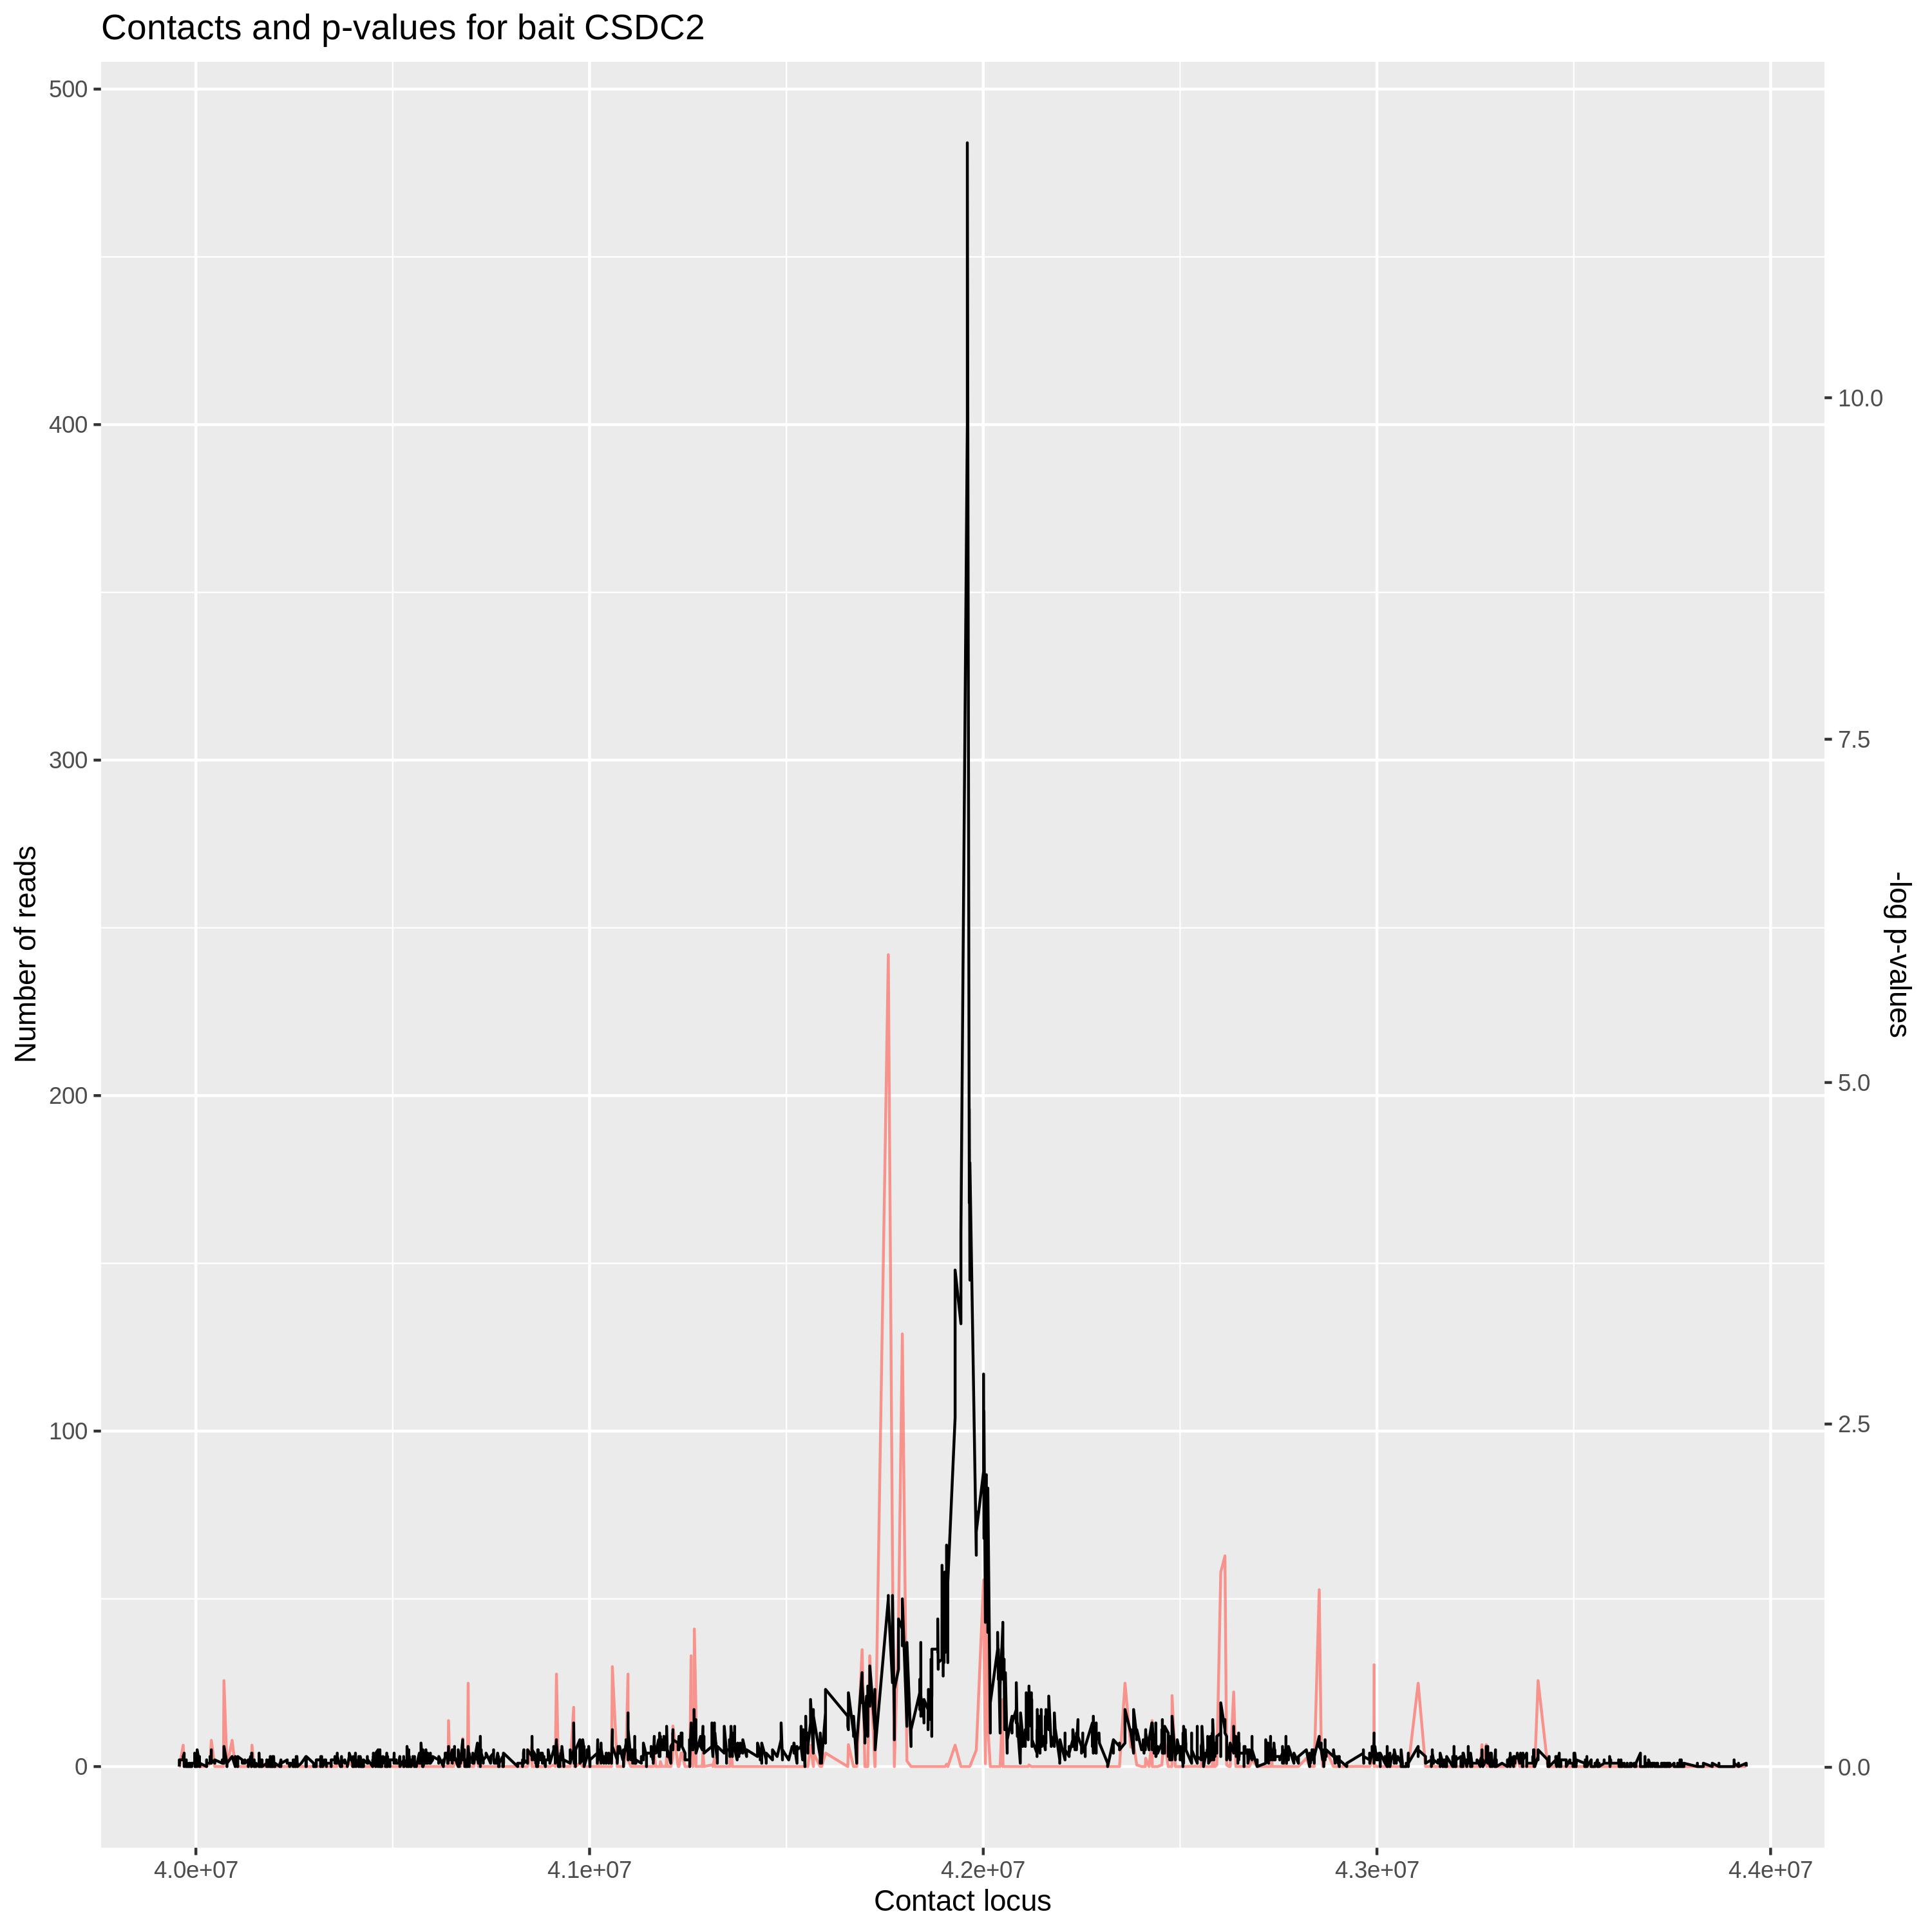 Contacts and p-values for bait CSDC2
500
400
300
200
100
0
Number of reads
10.0
7.5
5.0
2.5
0.0
-log p-values
4.0e+07
4.1e+07
4.2e+07
4.3e+07
4.4e+07
Contact locus